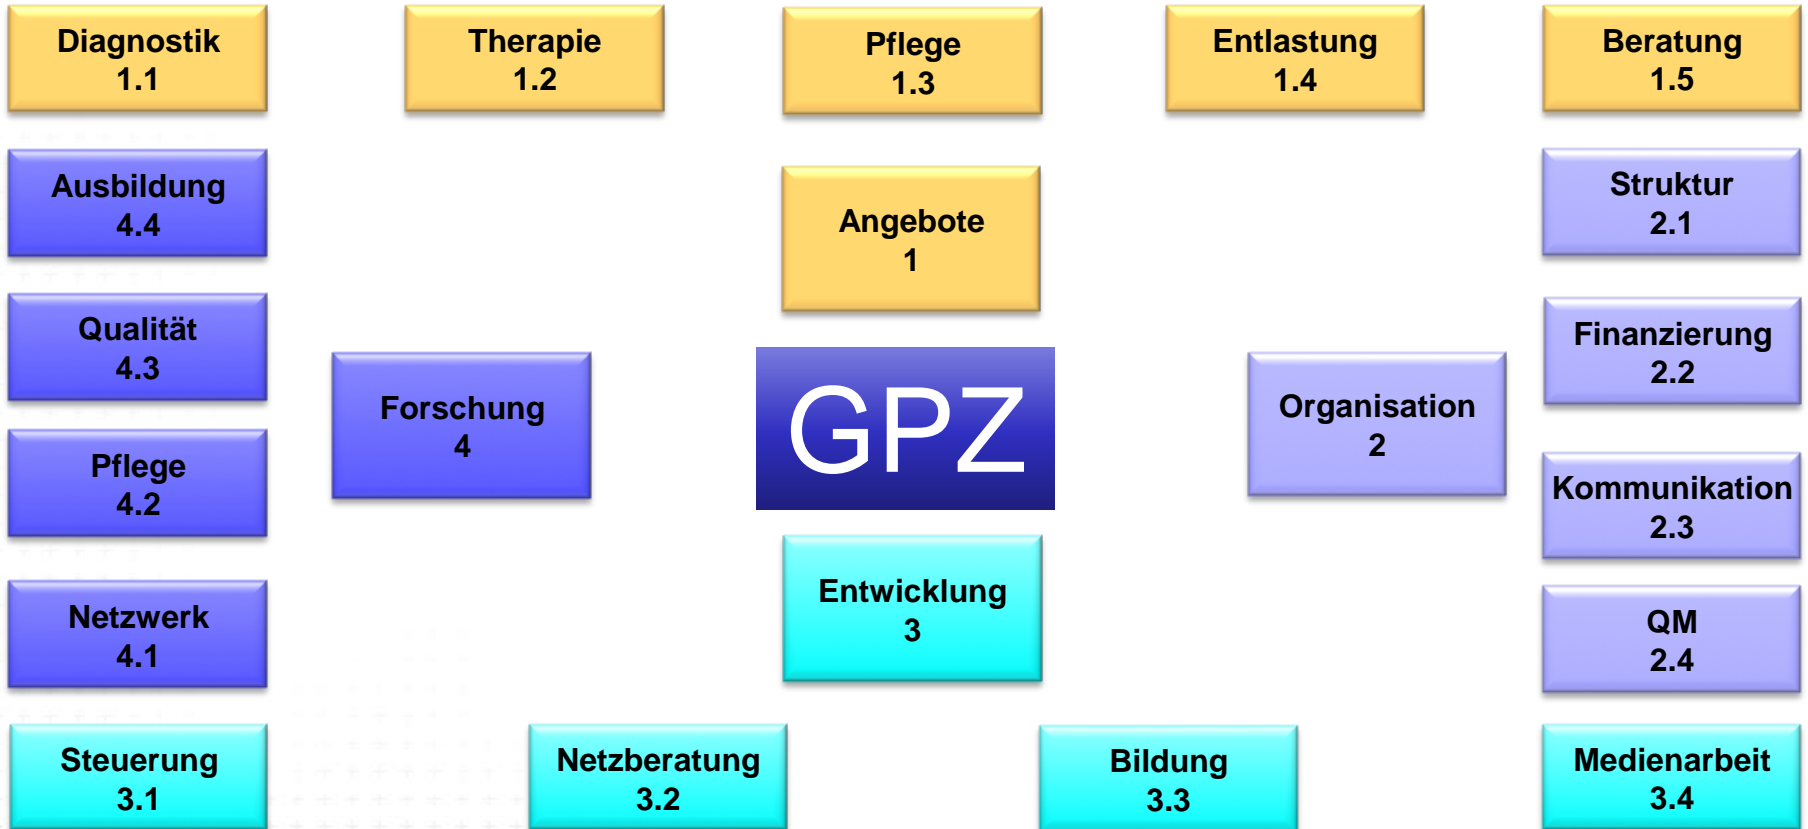 Diagnostik
1.1
Therapie
1.2
Pflege
1.3
Entlastung
1.4
Beratung
1.5
Ausbildung
4.4
Angebote
1
Struktur
2.1
Qualität
4.3
Finanzierung
2.2
Forschung
4
GPZ
Organisation
2
Pflege
4.2
Kommunikation
2.3
Entwicklung
3
Netzwerk
4.1
QM
2.4
Steuerung
3.1
Netzberatung
3.2
Bildung
3.3
Medienarbeit
3.4